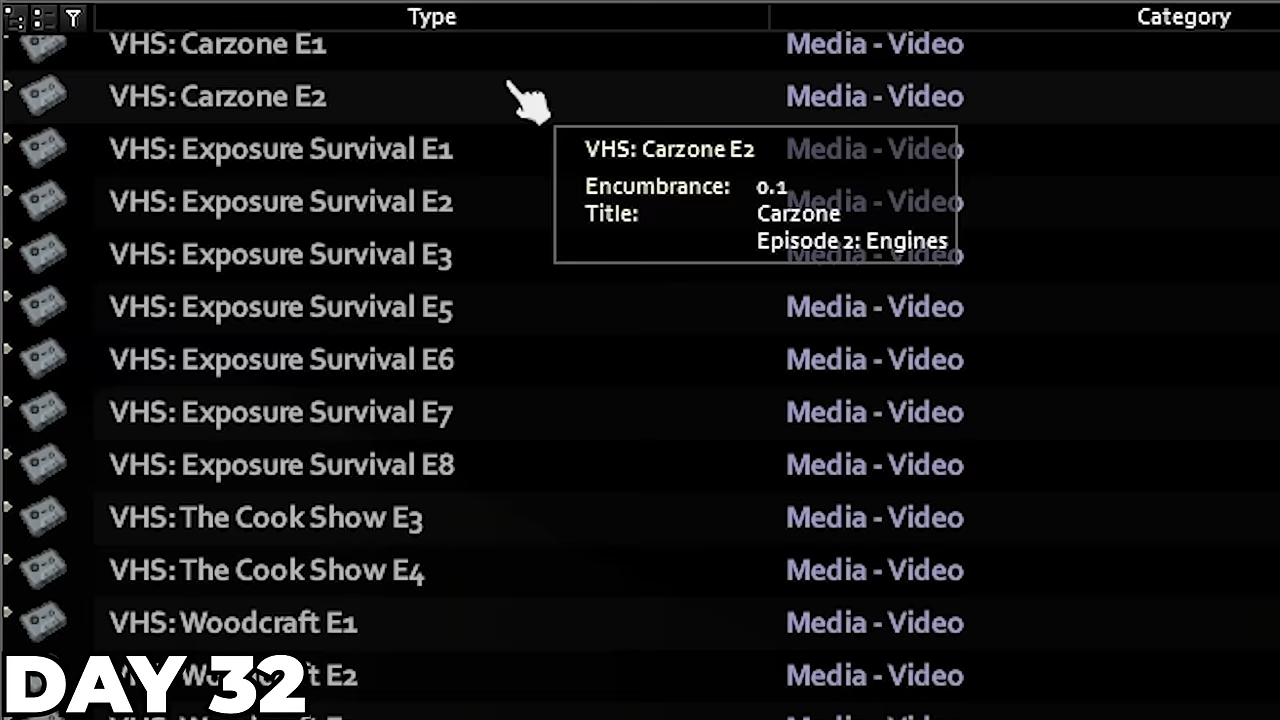 Type Category
VHS: Carzone E1 Media - Video
VHS: Carzone E2 Media - Video
VHS: Exposure Survival E1 Media - Video
VHS: Exposure Survival E2 Media - Video
VHS: Exposure Survival E3 Media - Video
VHS: Carzone E2
Encumbrance: 0.1
Title: Carzone
Episode 2: Engines
VHS: Exposure Survival E5 Media - Video
VHS: Exposure Survival E6 Media - Video
VHS: Exposure Survival E7 Media - Video
VHS: Exposure Survival E8 Media - Video
VHS: The Cook Show E3 Media - Video
VHS: The Cook Show E4 Media - Video
VHS: Woodcraft E1 Media - Video
Woodcraft E2 Media - Video
DAY 32